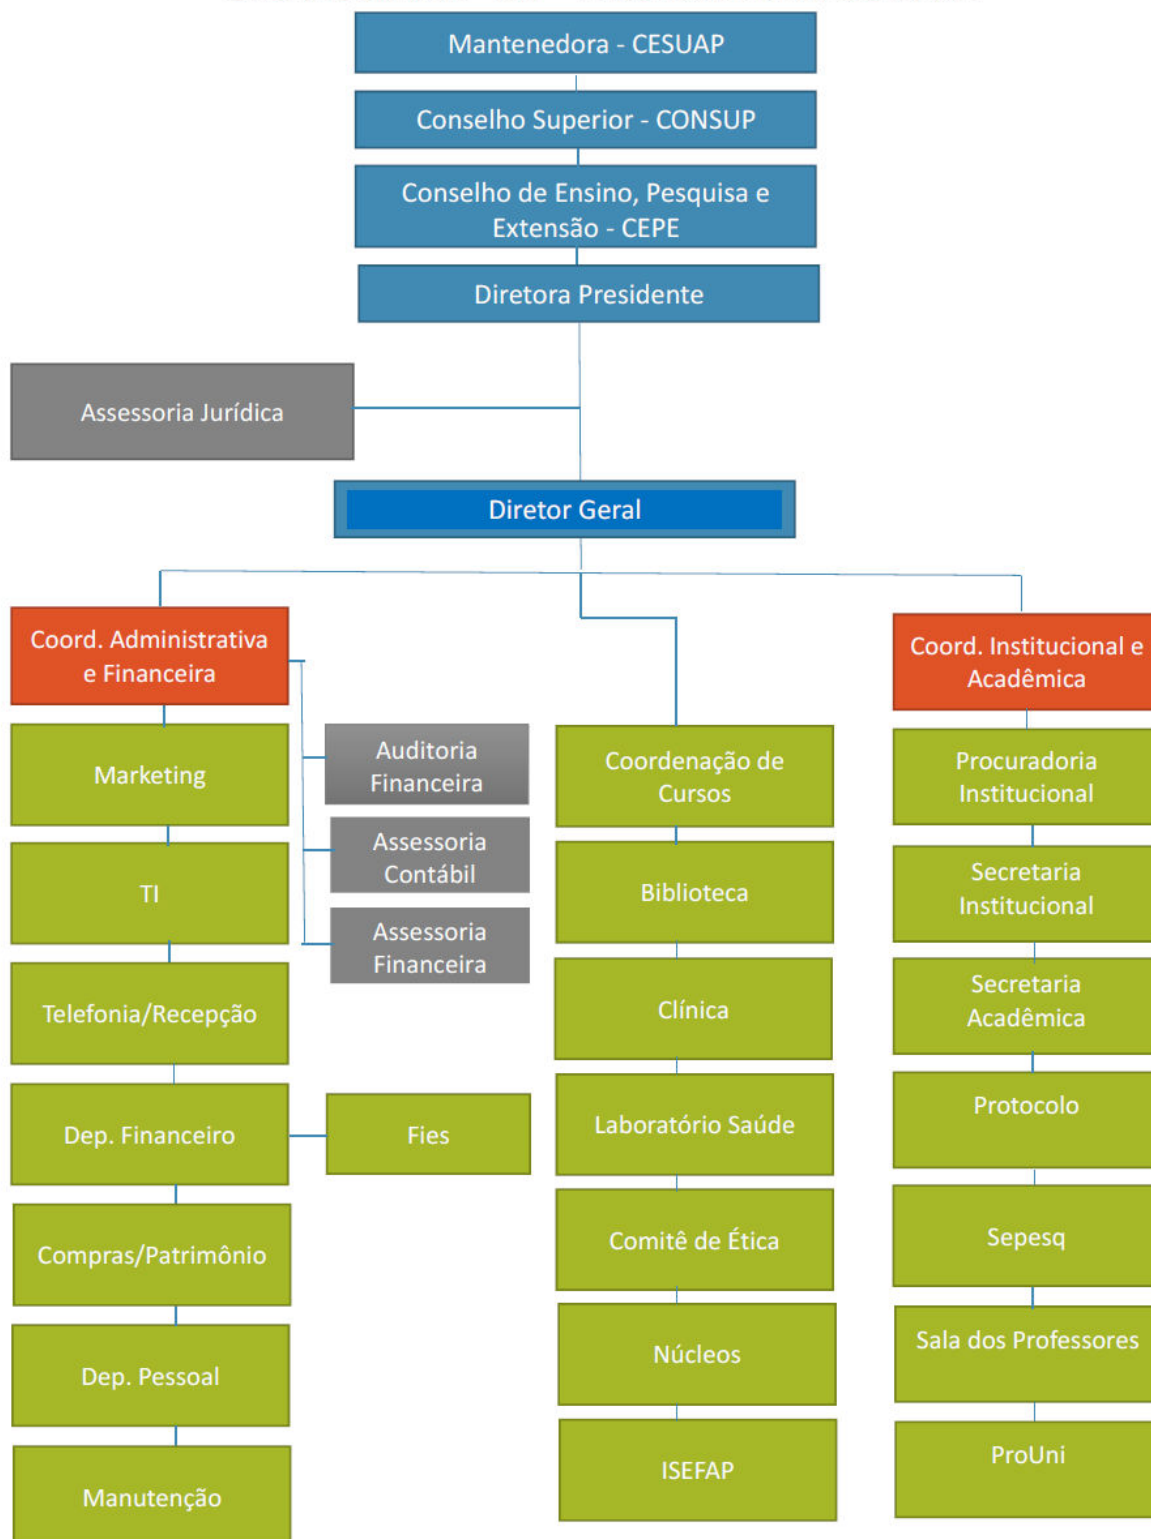 Mantenedora - CESUAP
Conselho Superior - CONSUP
Conselho de Ensino, Pesquisa e
Extensão - CEPE
Diretora Presidente
Assessoria Jurídica
Diretor Geral
Coord. Administrativa
e Financeira
Marketing
TI
Telefonia/Recepção
Dep. Financeiro
Compras/Patrimônio
Dep. Pessoal
Manutenção
Auditoria
Financeira
Assessoria
Contábil
Assessoria
Financeira
Fies
Coordenação de
Cursos
Biblioteca
Clínica
Laboratório Saúde
Comitê de Ética
Núcleos
ISEFAP
Coord. Institucional e
Acadêmica
Procuradoria
Institucional
Secretaria
Institucional
Secretaria
Acadêmica
Protocolo
Sepesq
Sala dos Professores
ProUni